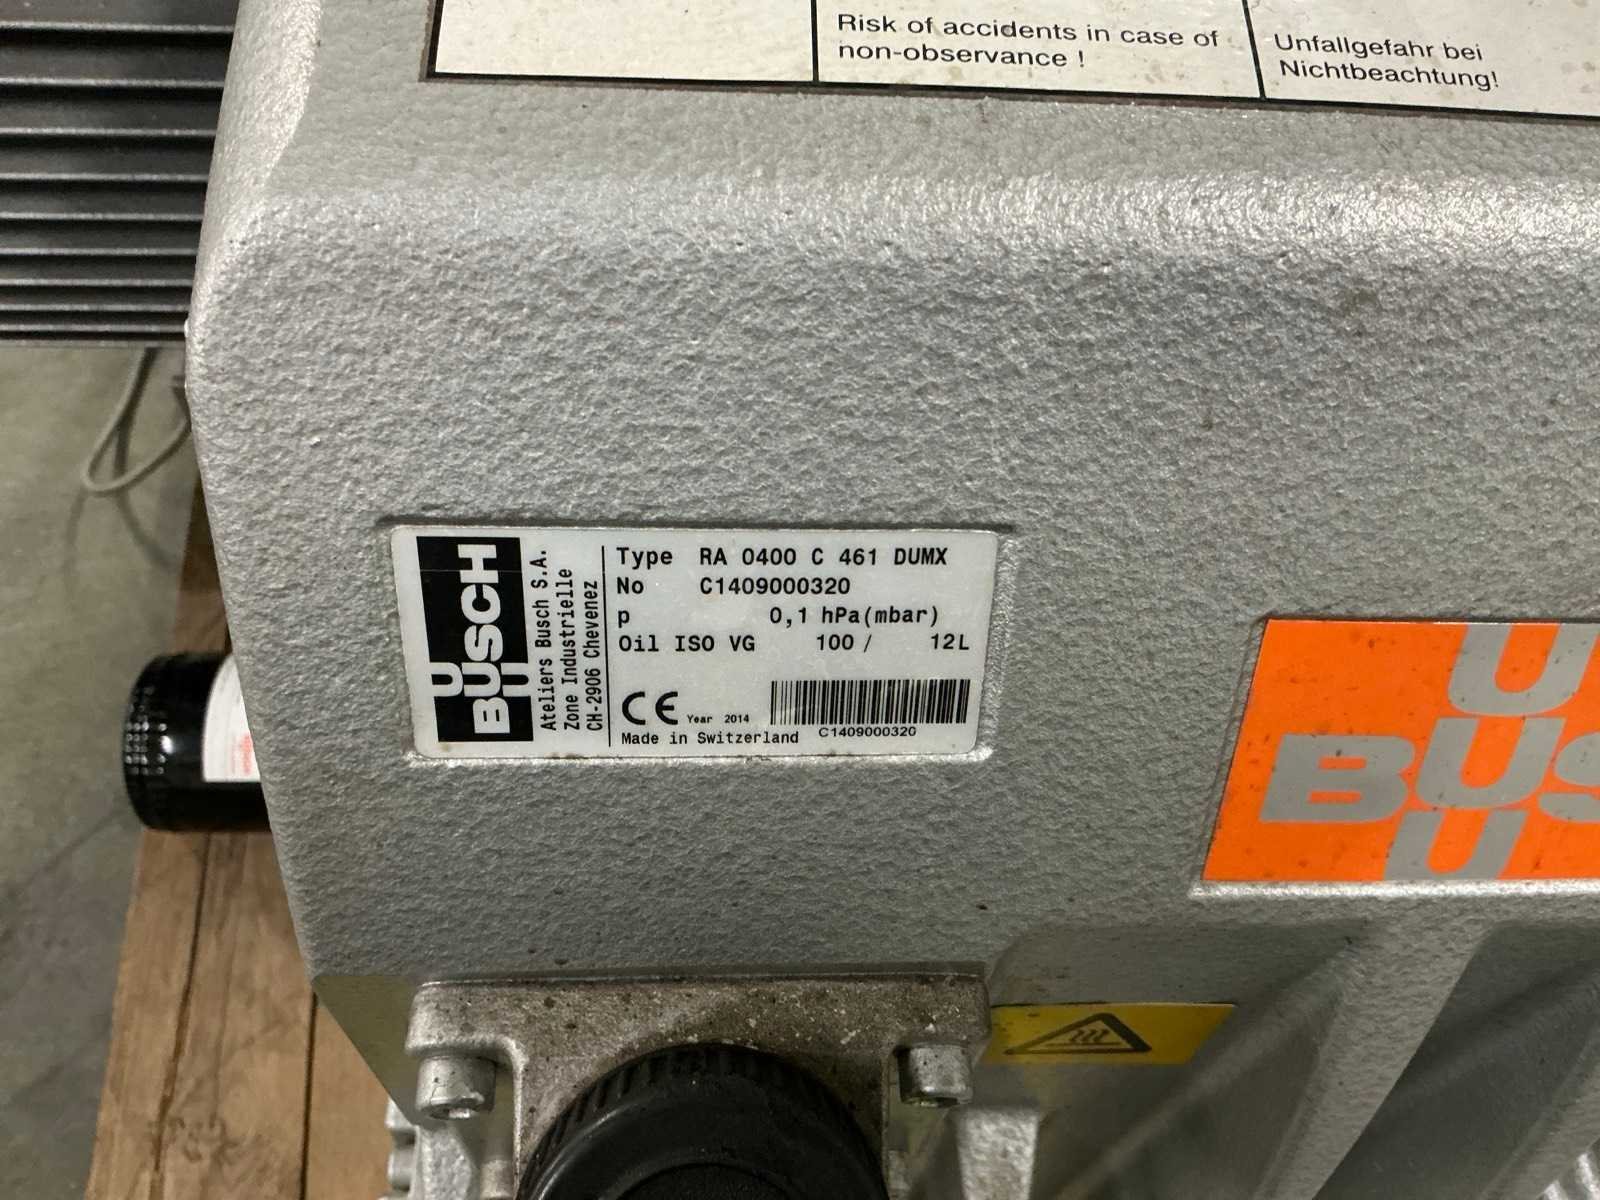 Risk of accidents in case of
non-observance !
Unfallgefahr bei
Nichtbeachtung!
BUSCH
Ateliers Busch S.A.
Zone Industrielle
CH-2906 Chevenez
Type RA 0400 C 461 DUMX
No C1409000320
p 0,1 hPa(mbar)
Oil ISO VG 100 / 12L
CE Year 2014
Made in Switzerland C1409000320
U
BUS
U